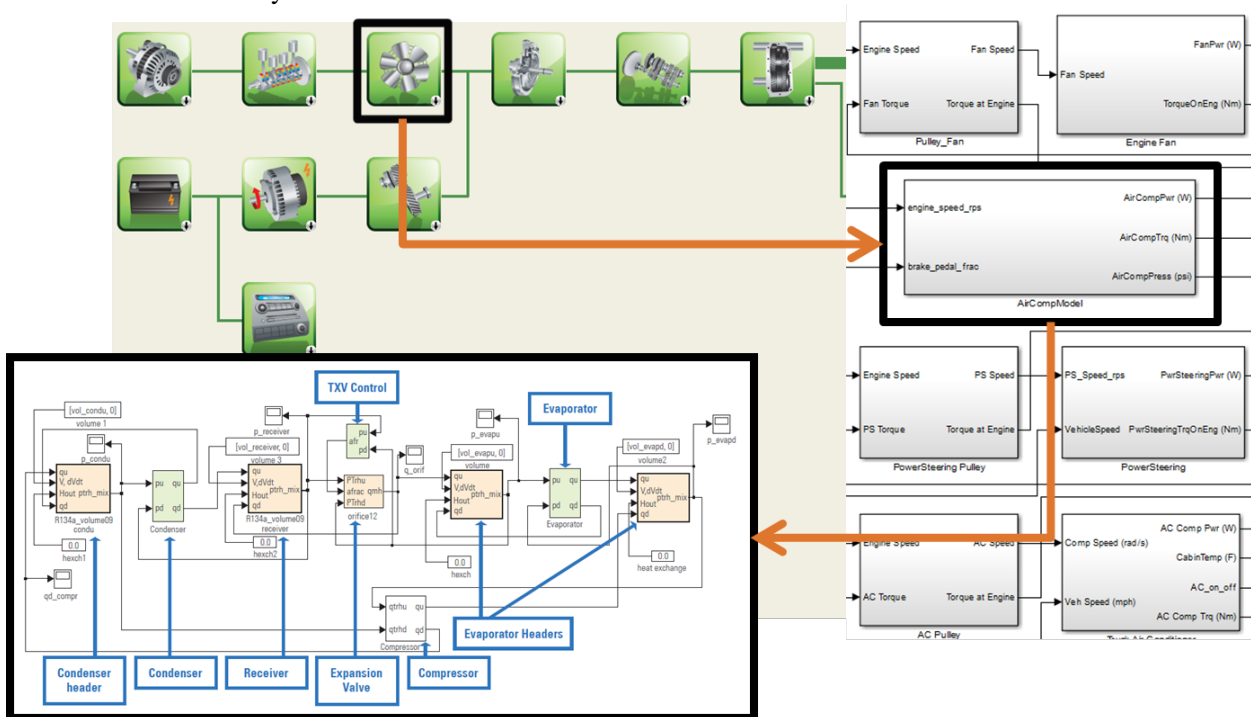 Engine Speed
Fan Speed
Fan Torque
Torque at Engine
Pulley_Fan
Fan Speed
FanPwr (W)
TorqueOnEng (Nm)
Engine Fan
engine_speed_rps
brake_pedal_frac
AirCompPwr (W)
AirCompTrq (Nm)
AirCompPress (psi)
AirCompModel
Engine Speed
PS Speed
PS Torque
Torque at Engine
PowerSteering Pulley
PS_Speed_rps
VehicleSpeed
PwrSteeringPwr (W)
PwrSteeringTrqOnEng (Nm)
PowerSteering
Engine Speed
AC Speed
AC Torque
Torque at Engine
AC Pulley
Comp Speed (rad/s)
Veh Speed (mph)
AC Comp Pwr (W)
CabinTemp (F)
AC_on_off
AC Comp Trq (Nm)
TXV Control
Evaporator
[vol_condu, 0]
volume 1
p_condu
qu
V, dVdt
Hout
qd
ptrh_mix
R134a_volume09
condu
0.0
hexch1
qd_compr
pu
qu
pd
qd
Condenser
p_receiver
[vol_receiver, 0]
volume 3
qu
V,dVdt
Hout
qd
ptrh_mix
R134a_volume09
receiver
0.0
hexch2
pu
afr
pd
PTrhu
afrac
qmh
PTrhd
orifice12
q_orif
p_evapu
[vol_evapu, 0]
volume
qu
V,dVdt
Hout
qd
ptrh_mix
0.0
hexch
pu
qu
pd
qd
Evaporator
[vol_evapd, 0]
volume2
p_evapd
qu
V,dVdt
Hout
qd
ptrh_mix
0.0
heat exchange
qtrhu
qu
qtrhd
qd
Compressor
Evaporator Headers
Condenser
header
Condenser
Receiver
Expansion
Valve
Compressor